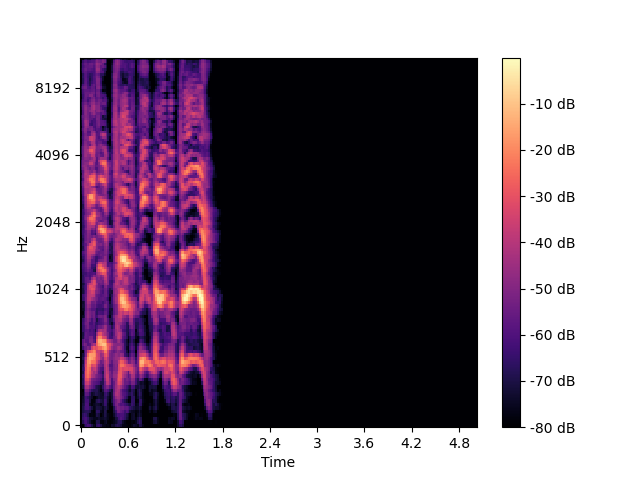 8192
4096
2048
1024
512
0
Hz
0 0.6 1.2 1.8 2.4 3 3.6 4.2 4.8
Time
-10 dB
-20 dB
-30 dB
-40 dB
-50 dB
-60 dB
-70 dB
-80 dB